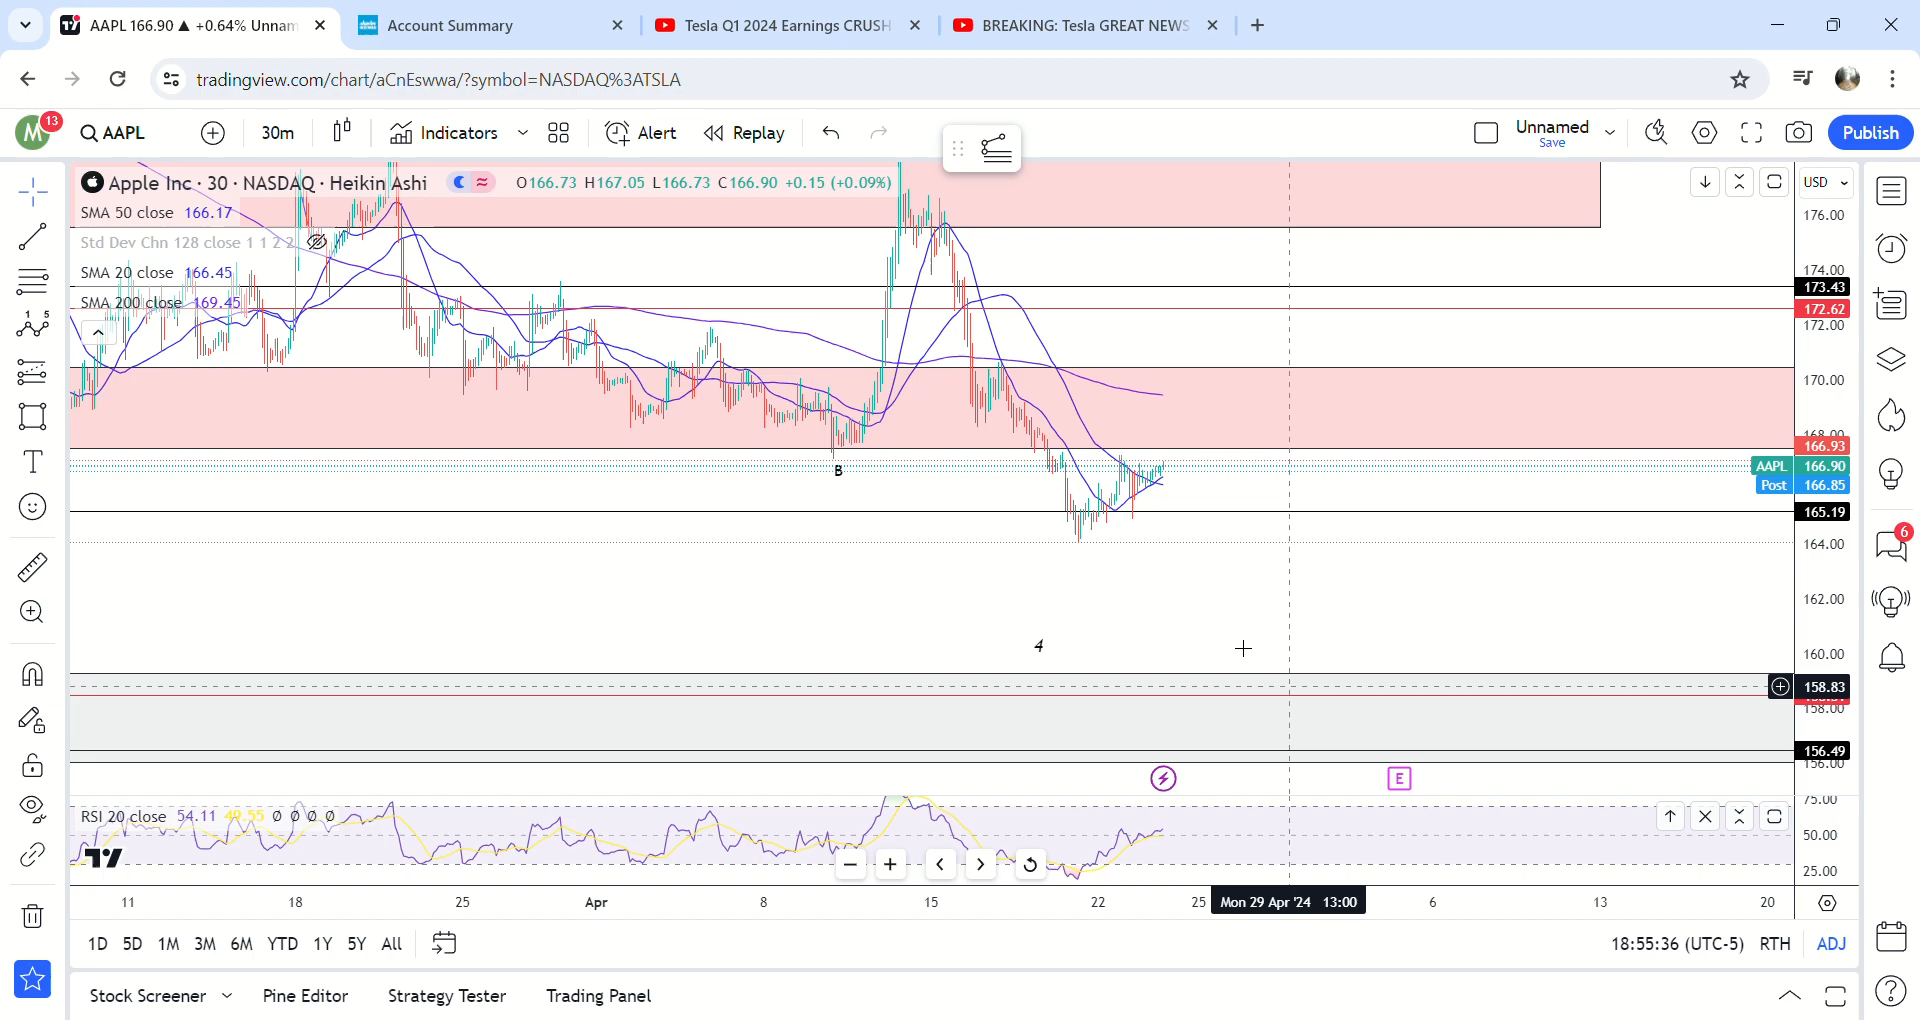 AAPL 166.90 ▲ +0.64% Unnam
Account Summary
Tesla Q1 2024 Earnings CRUSH
BREAKING: Tesla GREAT NEWS
tradingview.com/chart/aCnEswwa/?symbol=NASDAQ%3ATSLA
M 13
AAPL
30m
Indicators
Alert
Replay
Unnamed
Save
Publish
Apple Inc · 30 · NASDAQ · Heikin Ashi
O166.73 H167.05 L166.73 C166.90 +0.15 (+0.09%)
USD
SMA 50 close 166.17
Std Dev Chn 128 close 1 1 2 2
SMA 20 close 166.45
SMA 200 close 169.45
176.00
174.00
173.43
172.62
172.00
170.00
168.00
166.93
AAPL 166.90
Post 166.85
165.19
164.00
162.00
160.00
158.83
158.00
156.49
156.00
B
4
E
6
RSI 20 close 54.11 49.55 Ø Ø Ø Ø
75.00
50.00
25.00
11 18 25 Apr 8 15 22 25 Mon 29 Apr '24 13:00 6 13 20
1D 5D 1M 3M 6M YTD 1Y 5Y All
18:55:36 (UTC-5) RTH ADJ
Stock Screener
Pine Editor
Strategy Tester
Trading Panel